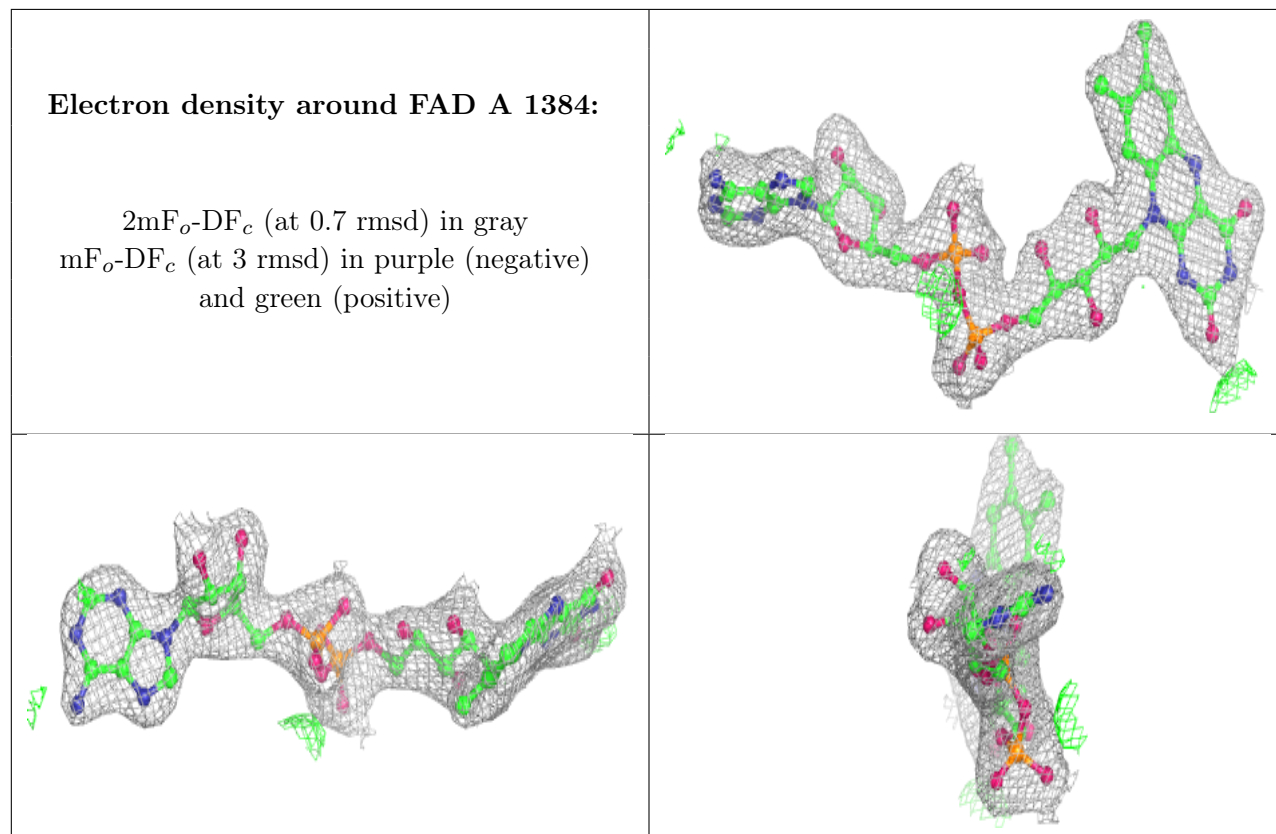 Electron density around FAD A 1384:
2mFₒ-DF𝒸 (at 0.7 rmsd) in gray
mFₒ-DF𝒸 (at 3 rmsd) in purple (negative)
and green (positive)